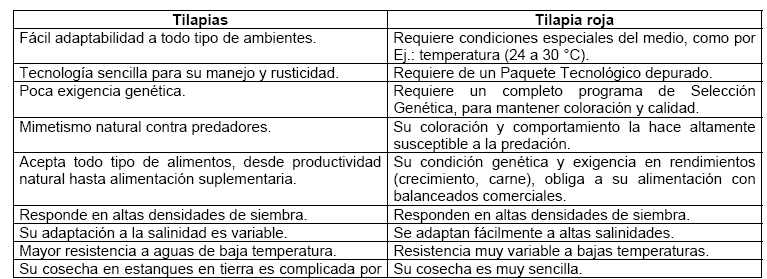 Tilapias Tilapia roja
Fácil adaptabilidad a todo tipo de ambientes. Requiere condiciones especiales del medio, como por
Ej.: temperatura (24 a 30 °C).
Tecnología sencilla para su manejo y rusticidad. Requiere de un Paquete Tecnológico depurado.
Poca exigencia genética. Requiere un completo programa de Selección
Genética, para mantener coloración y calidad.
Mimetismo natural contra predadores. Su coloración y comportamiento la hace altamente
susceptible a la predación.
Acepta todo tipo de alimentos, desde productividad Su condición genética y exigencia en rendimientos
natural hasta alimentación suplementaria. (crecimiento, carne), obliga a su alimentación con
balanceados comerciales.
Responde en altas densidades de siembra. Responden en altas densidades de siembra.
Su adaptación a la salinidad es variable. Se adaptan fácilmente a altas salinidades.
Mayor resistencia a aguas de baja temperatura. Resistencia muy variable a bajas temperaturas.
Su cosecha en estanques en tierra es complicada por Su cosecha es muy sencilla.